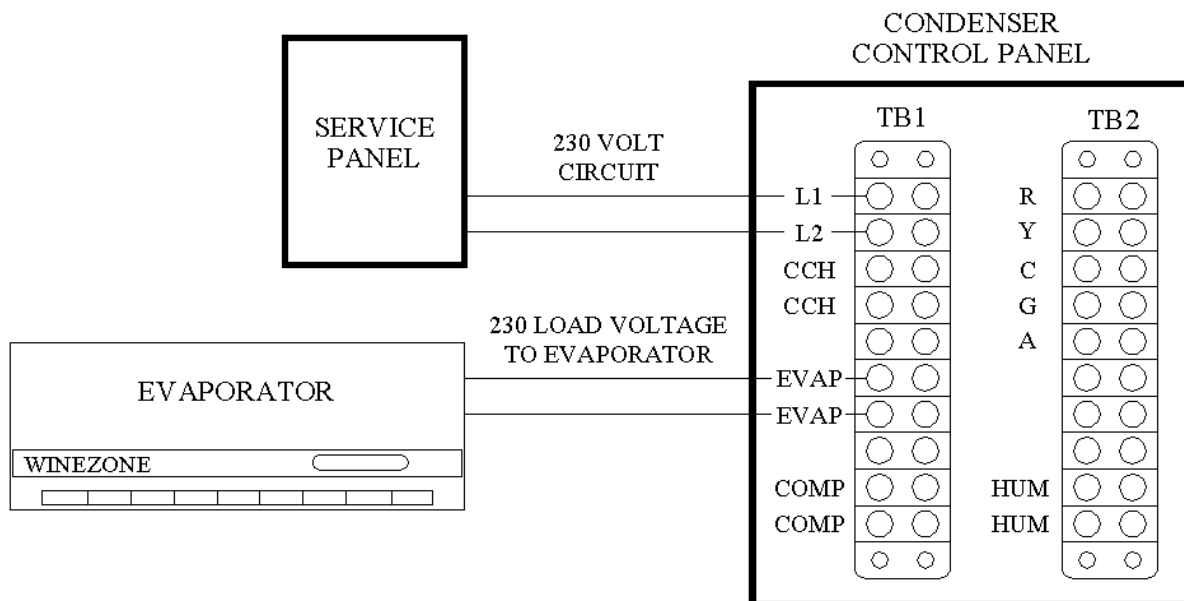 CONDENSER
CONTROL PANEL
SERVICE
PANEL
230 VOLT
CIRCUIT
TB1
TB2
L1
R
L2
Y
CCH
C
CCH
G
A
230 LOAD VOLTAGE
TO EVAPORATOR
EVAPORATOR
WINEZONE
EVAP
EVAP
COMP
HUM
COMP
HUM